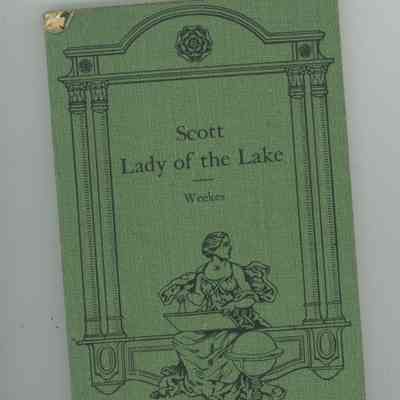 Scott
Lady of the Lake
Weekes